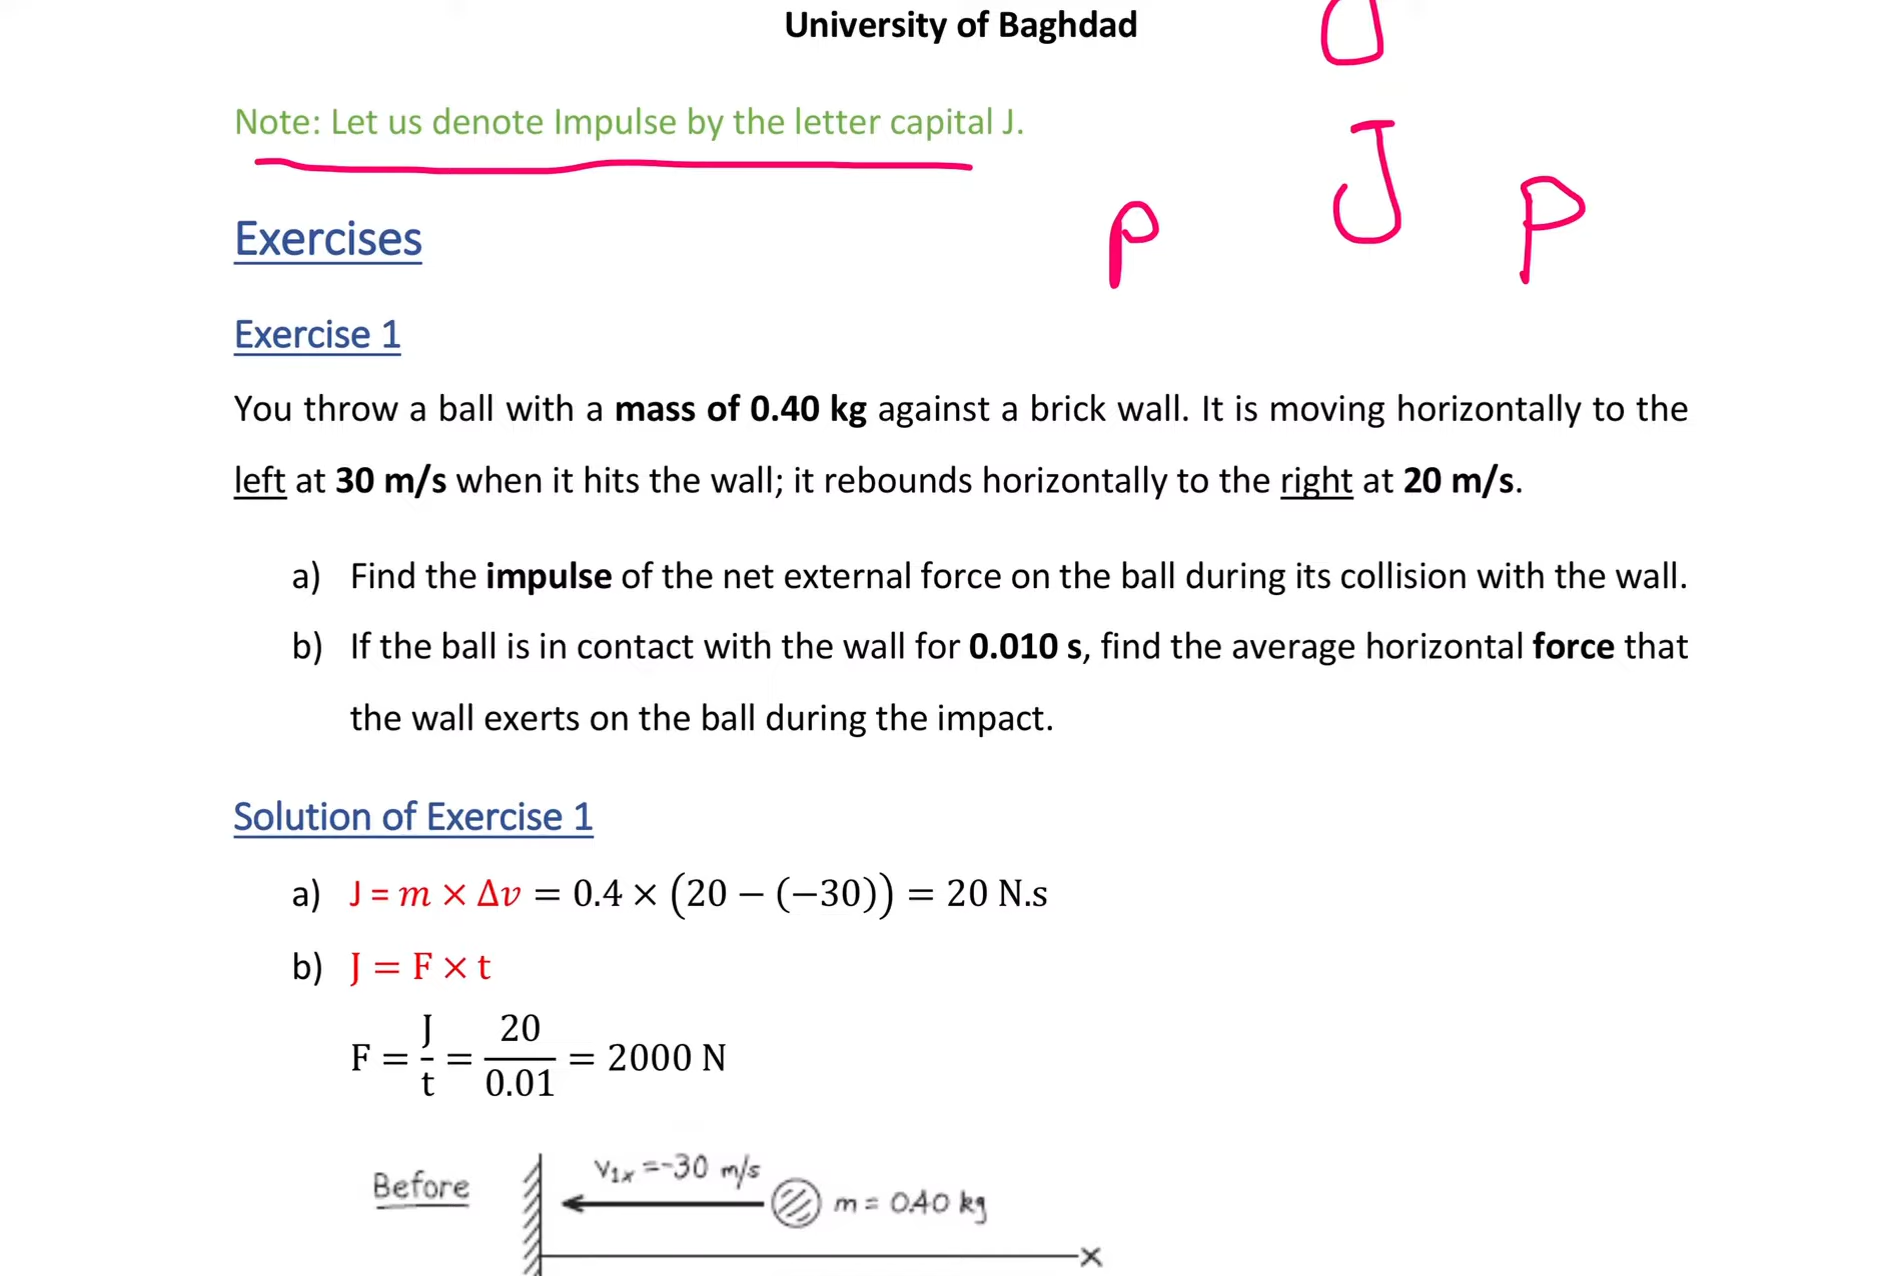 University of Baghdad
Note: Let us denote Impulse by the letter capital J.
J
p
P
Exercises
Exercise 1
You throw a ball with a mass of 0.40 kg against a brick wall. It is moving horizontally to the
left at 30 m/s when it hits the wall; it rebounds horizontally to the right at 20 m/s.
a) Find the impulse of the net external force on the ball during its collision with the wall.
b) If the ball is in contact with the wall for 0.010 s, find the average horizontal force that
the wall exerts on the ball during the impact.
Solution of Exercise 1
a) J = m × Δv = 0.4 × (20 − (−30)) = 20 N.s
b) J = F × t
F = J/t = 20/0.01 = 2000 N
Before
v₁ₓ =-30 m/s
m = 0.40 kg
x